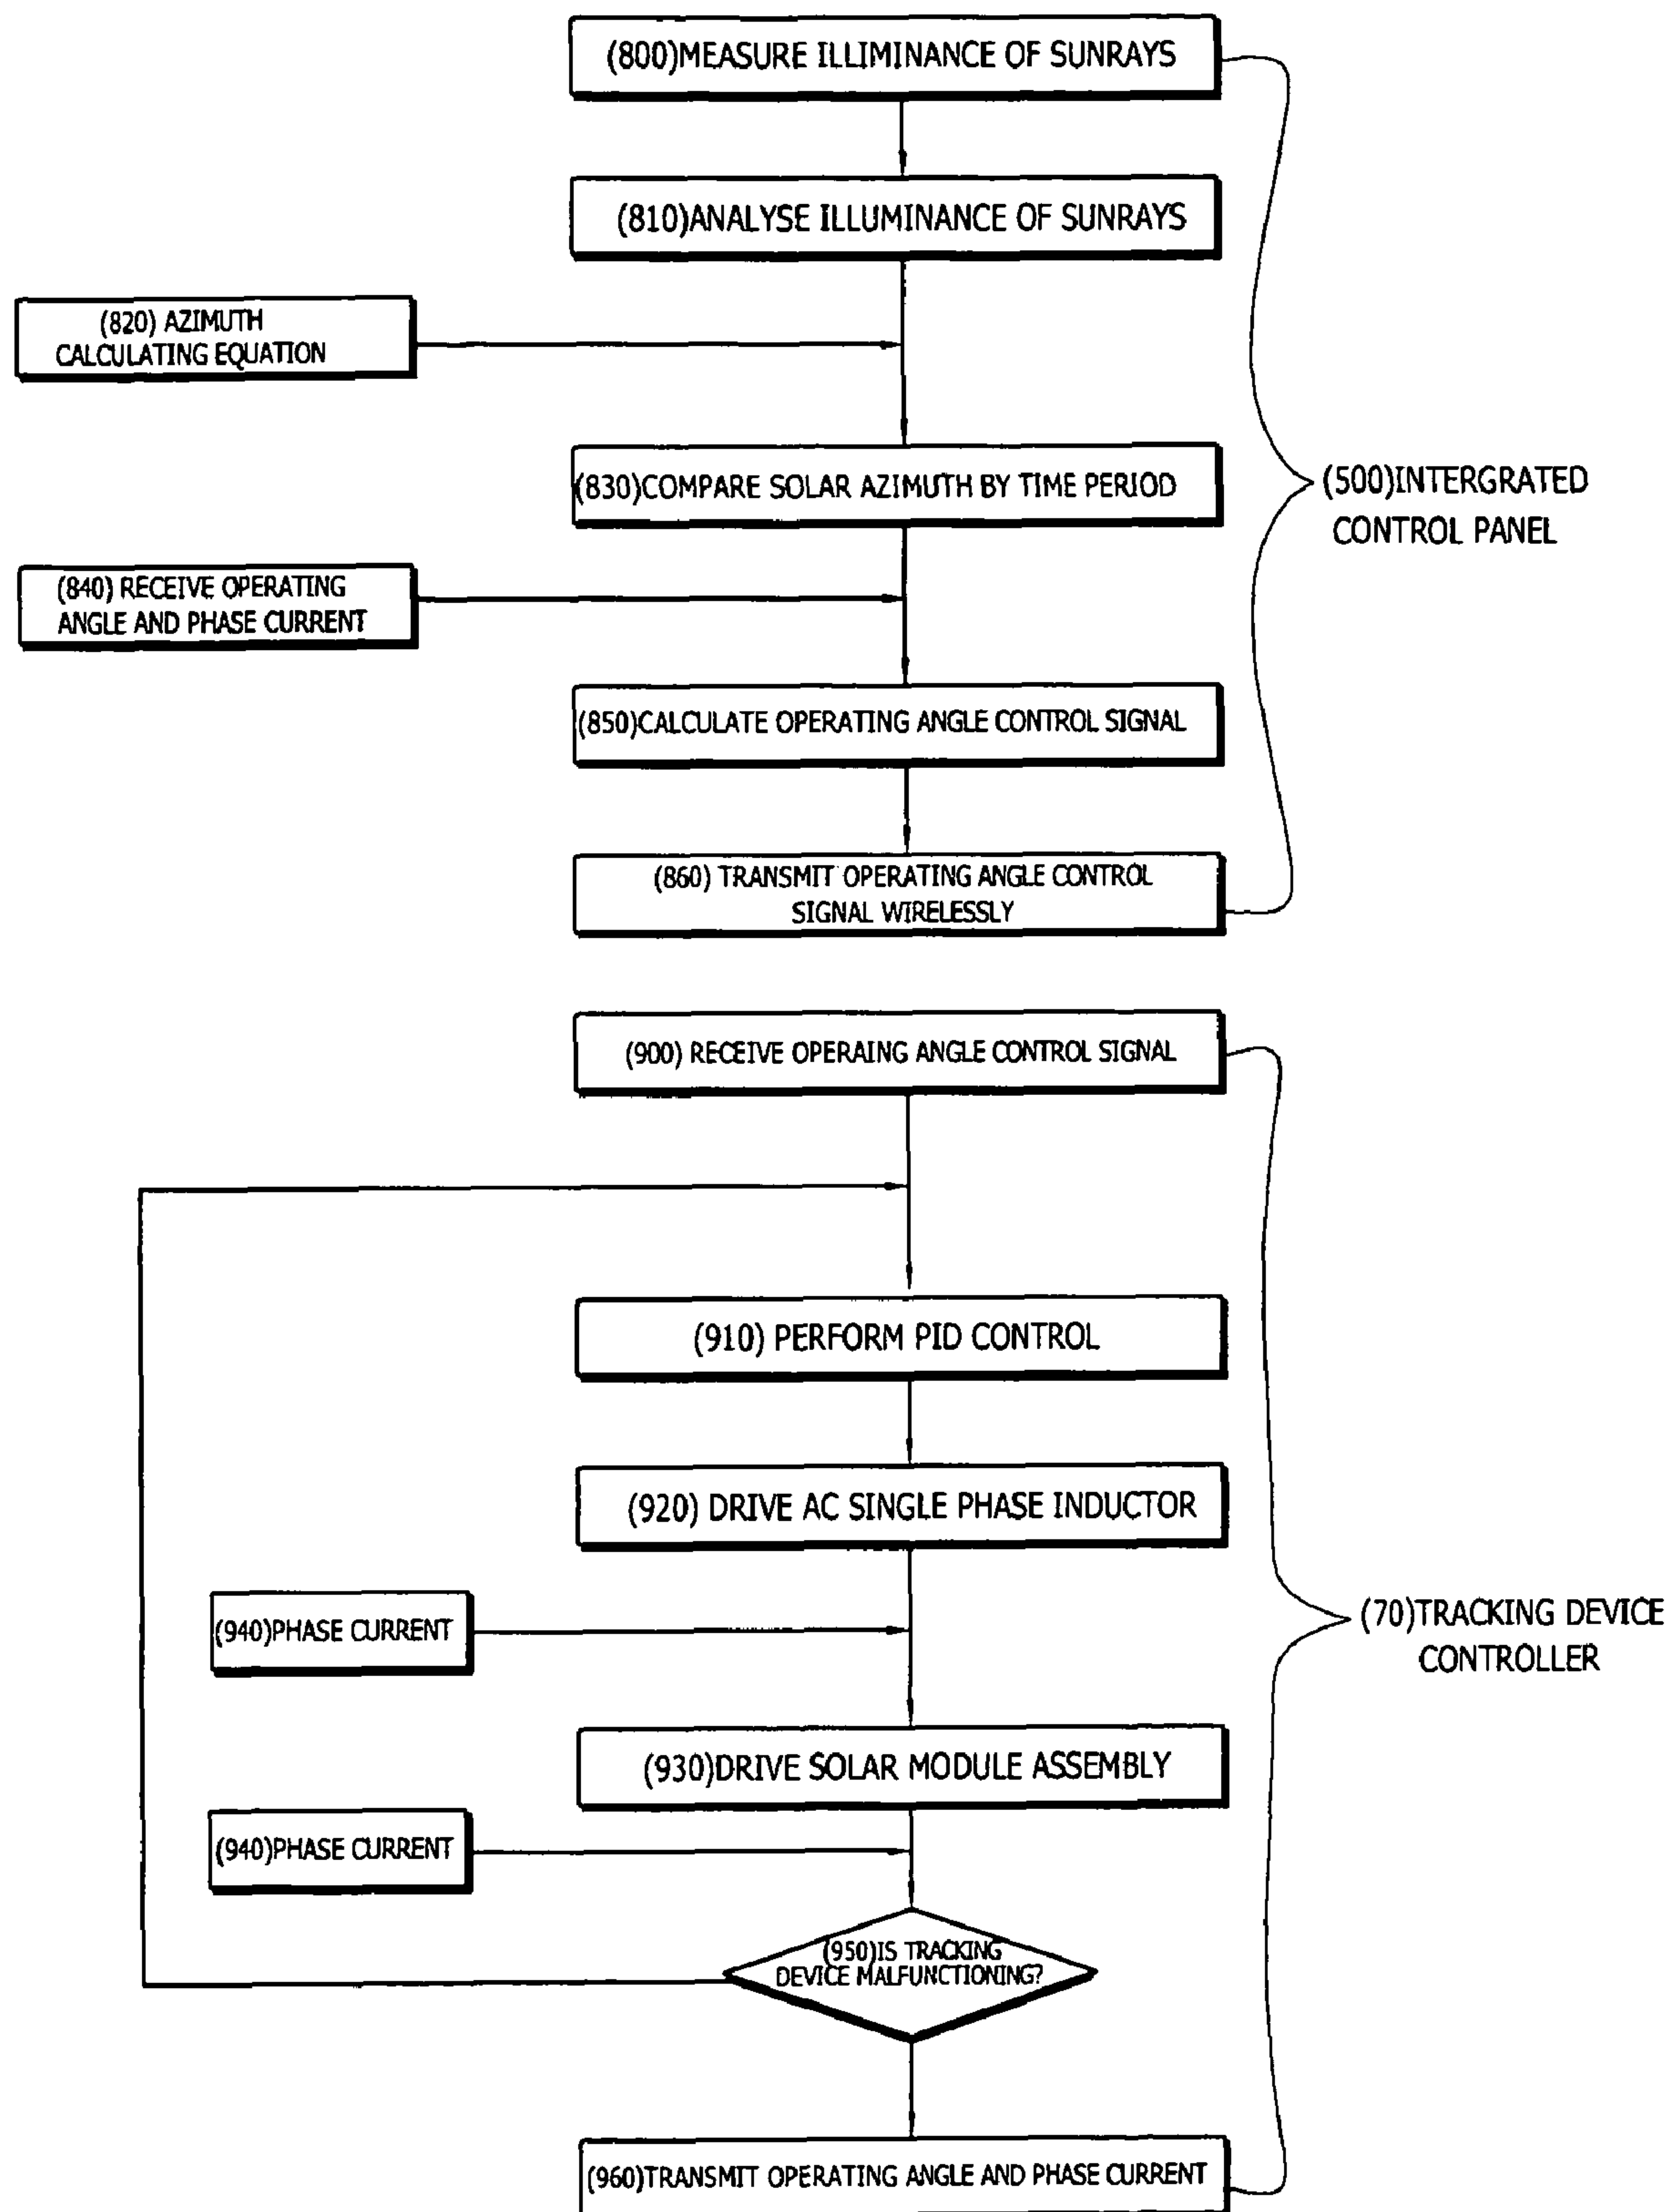 (800)MEASURE ILLIMINANCE OF SUNRAYS
(810)ANALYSE ILLUMINANCE OF SUNRAYS
(820) AZIMUTH
CALCULATING EQUATION
(830)COMPARE SOLAR AZIMUTH BY TIME PERIOD
(500)INTERGRATED
CONTROL PANEL
(840) RECEIVE OPERATING
ANGLE AND PHASE CURRENT
(850)CALCULATE OPERATING ANGLE CONTROL SIGNAL
(860) TRANSMIT OPERATING ANGLE CONTROL
SIGNAL WIRELESSLY
(900) RECEIVE OPERAING ANGLE CONTROL SIGNAL
(910) PERFORM PID CONTROL
(920) DRIVE AC SINGLE PHASE INDUCTOR
(940)PHASE CURRENT
(70)TRACKING DEVICE
CONTROLLER
(930)DRIVE SOLAR MODULE ASSEMBLY
(940)PHASE CURRENT
(950)IS TRACKING
DEVICE MALFUNCTIONING?
(960)TRANSMIT OPERATING ANGLE AND PHASE CURRENT